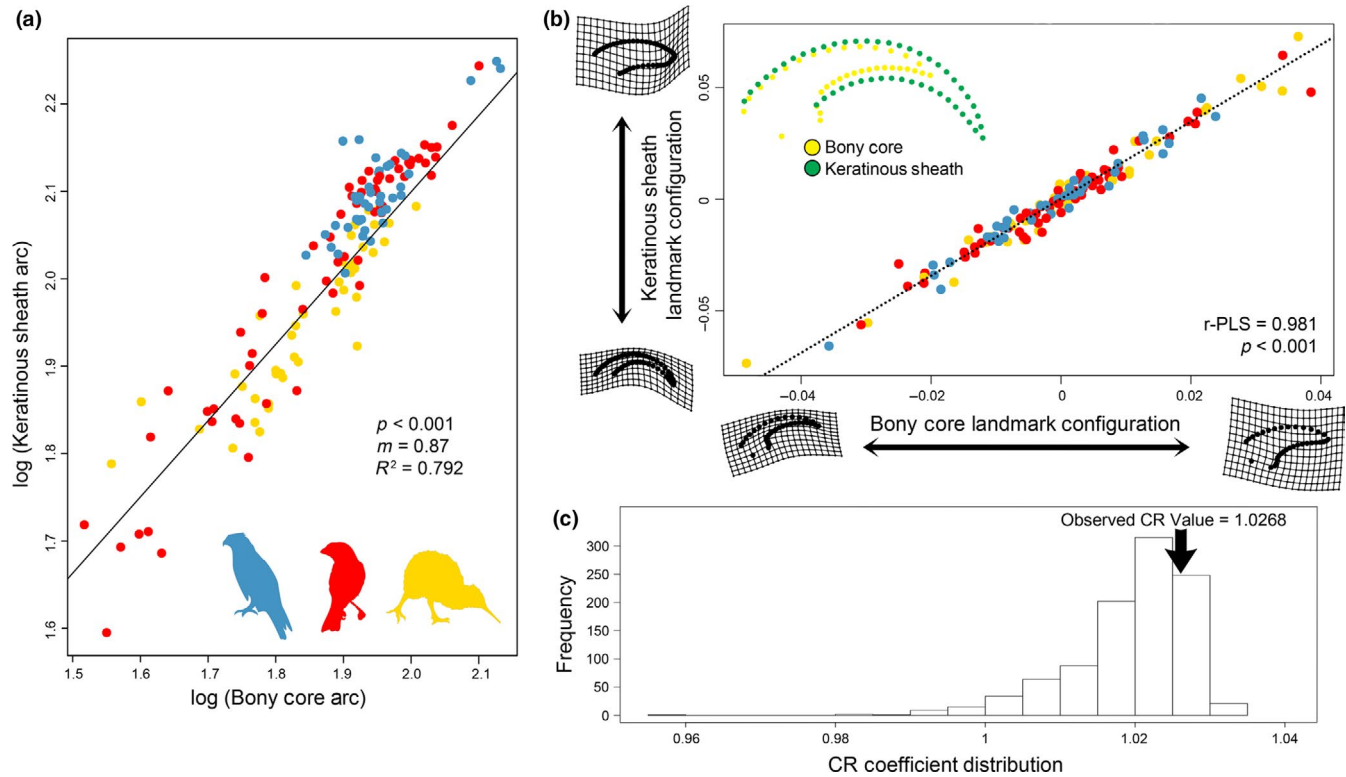 (a)
log (Keratinous sheath arc)
2.2
2.1
2.0
1.9
1.8
1.7
1.6
p < 0.001
m = 0.87
R² = 0.792
1.5 1.6 1.7 1.8 1.9 2.0 2.1
log (Bony core arc)
(b)
Keratinous sheath
landmark configuration
Bony core
Keratinous sheath
0.05
0
−0.05
r-PLS = 0.981
p < 0.001
−0.04 −0.02 0 0.02 0.04
Bony core landmark configuration
(c)
Observed CR Value = 1.0268
Frequency
300
250
200
150
100
50
0
0.96 0.98 1 1.02 1.04
CR coefficient distribution